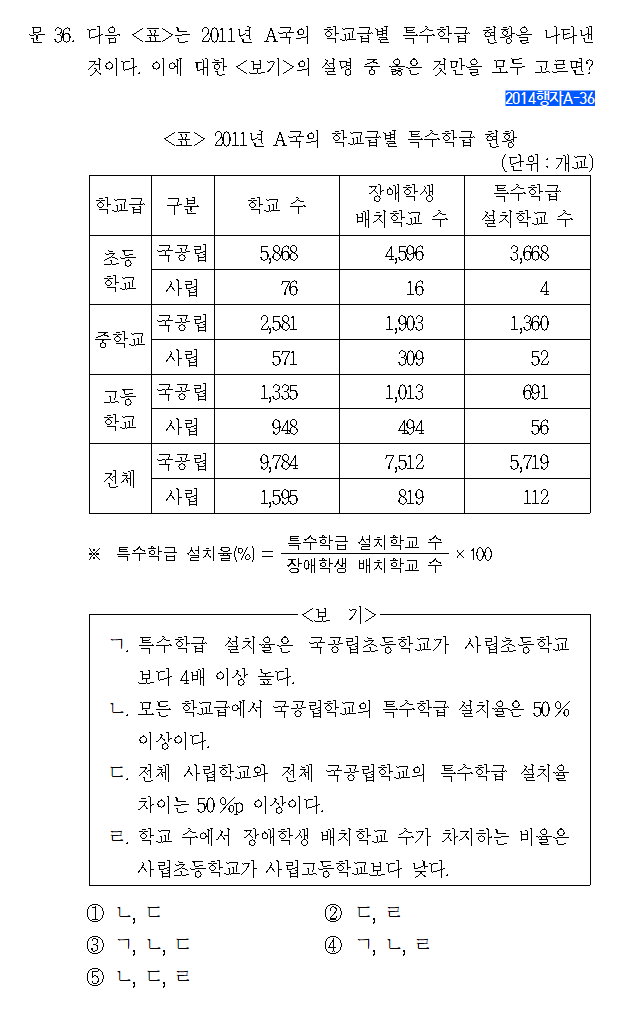 문 36. 다음 <표>는 2011년 A국의 학교급별 특수학급 현황을 나타낸
것이다. 이에 대한 <보기>의 설명 중 옳은 것만을 모두 고르면?
2014행자A-36
<표> 2011년 A국의 학교급별 특수학급 현황
(단위 : 개교)
학교급 구분 학교 수 장애학생 배치학교 수 특수학급 설치학교 수
초등학교 국공립 5,868 4,596 3,668
사립 76 16 4
중학교 국공립 2,581 1,903 1,360
사립 571 309 52
고등학교 국공립 1,335 1,013 691
사립 948 494 56
전체 국공립 9,784 7,512 5,719
사립 1,595 819 112
※ 특수학급 설치율(%) = 특수학급 설치학교 수 / 장애학생 배치학교 수 × 100
<보 기>
ㄱ. 특수학급 설치율은 국공립초등학교가 사립초등학교
보다 4배 이상 높다.
ㄴ. 모든 학교급에서 국공립학교의 특수학급 설치율은 50%
이상이다.
ㄷ. 전체 사립학교와 전체 국공립학교의 특수학급 설치율
차이는 50%p 이상이다.
ㄹ. 학교 수에서 장애학생 배치학교 수가 차지하는 비율은
사립초등학교가 사립고등학교보다 낮다.
① ㄴ, ㄷ
② ㄷ, ㄹ
③ ㄱ, ㄴ, ㄷ
④ ㄱ, ㄴ, ㄹ
⑤ ㄴ, ㄷ, ㄹ